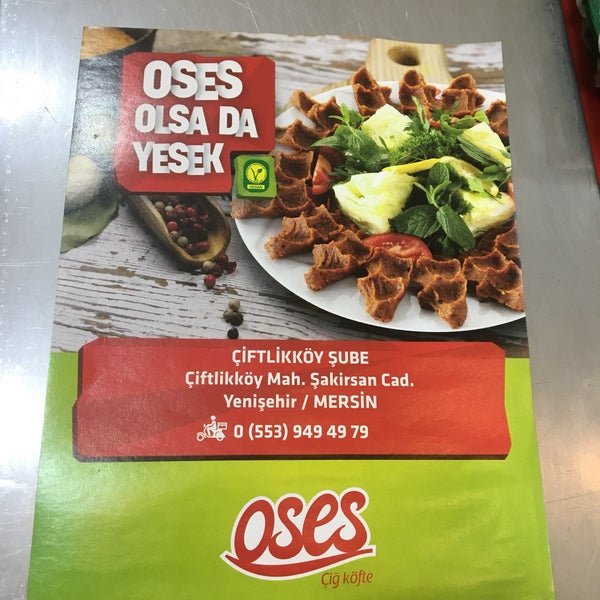 OSES
OLSA DA
YESEK
V
VEGAN
ÇİFTLİKKÖY ŞUBE
Çiftlikköy Mah. Şakirsan Cad.
Yenişehir / MERSİN
0 (553) 949 49 79
oses
Çiğ köfte